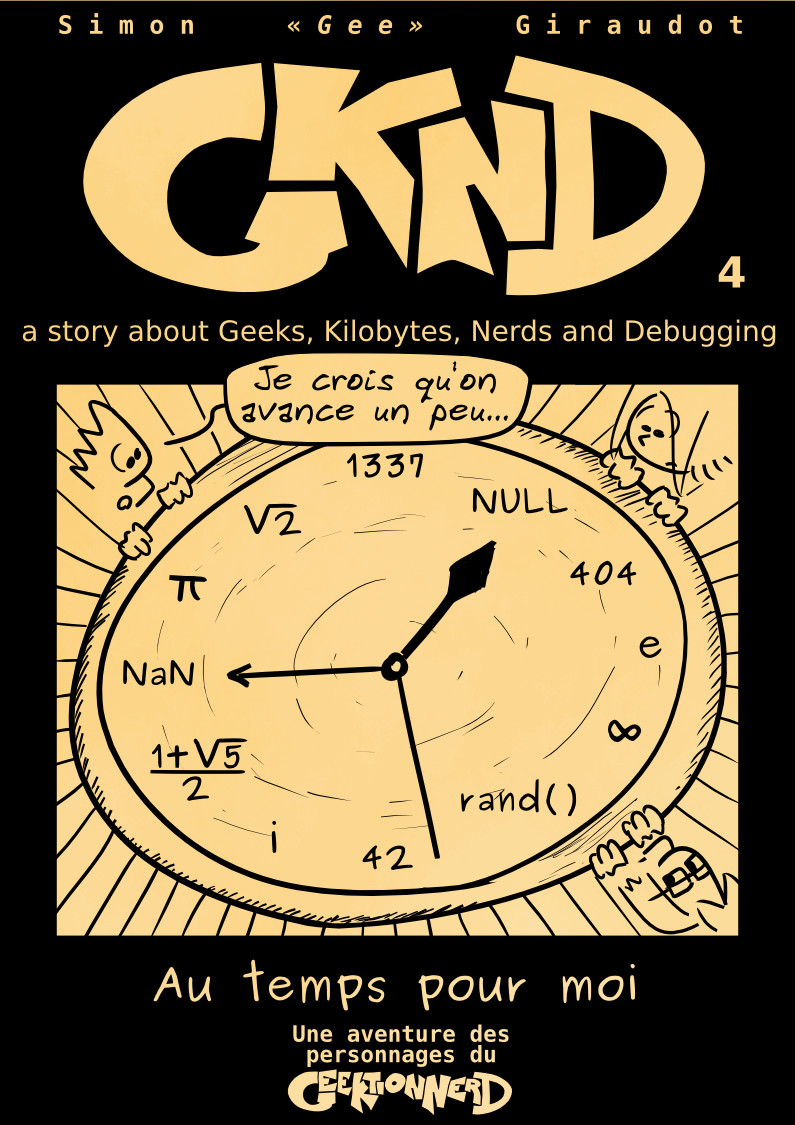 Simon «Gee» Giraudot
GKND
4
a story about Geeks, Kilobytes, Nerds and Debugging
Je crois qu'on
avance un peu...
1337
NULL
√2
404
π
e
NaN
∞
1+√5
2
rand()
i
42
Au temps pour moi
Une aventure des
personnages du
GEEKTIONNERD